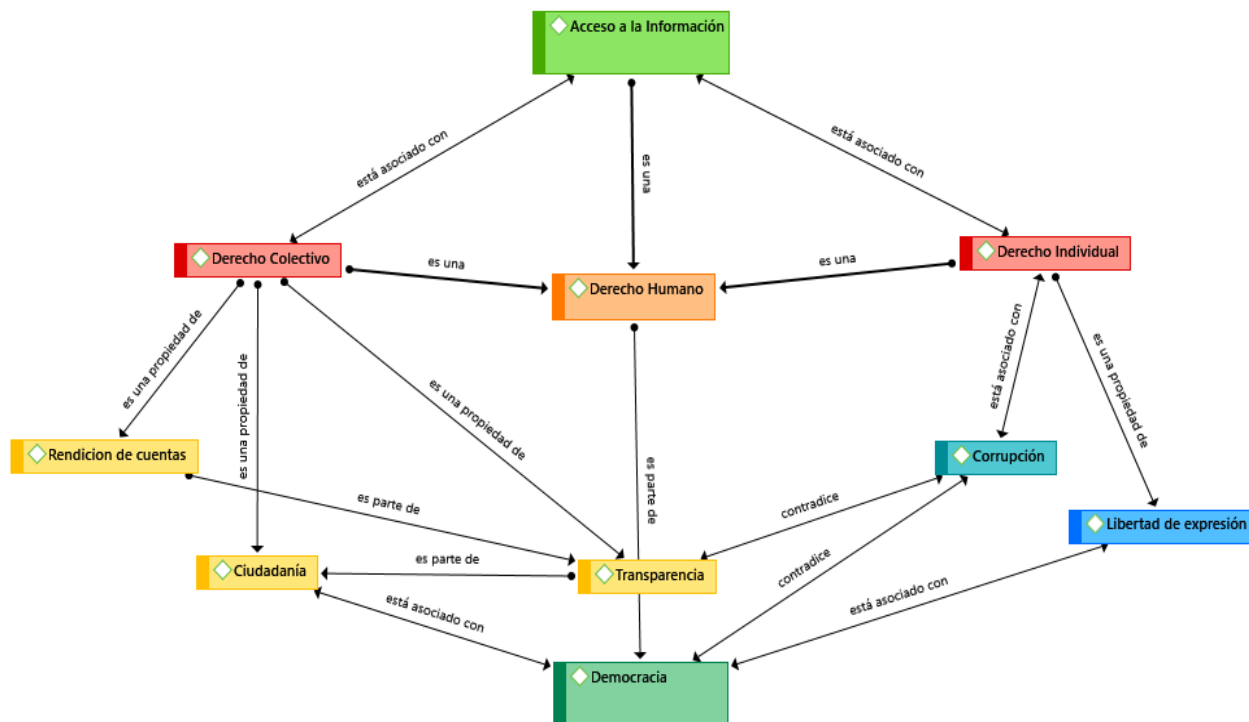 Acceso a la Información
está asociado con
es una
está asociado con
Derecho Colectivo
es una
Derecho Humano
es una
Derecho Individual
es una propiedad de
es una propiedad de
es una propiedad de
está asociado con
es una propiedad de
Rendicion de cuentas
es parte de
es parte de
contradice
Corrupción
Libertad de expresión
Ciudadanía
es parte de
Transparencia
contradice
está asociado con
está asociado con
Democracia